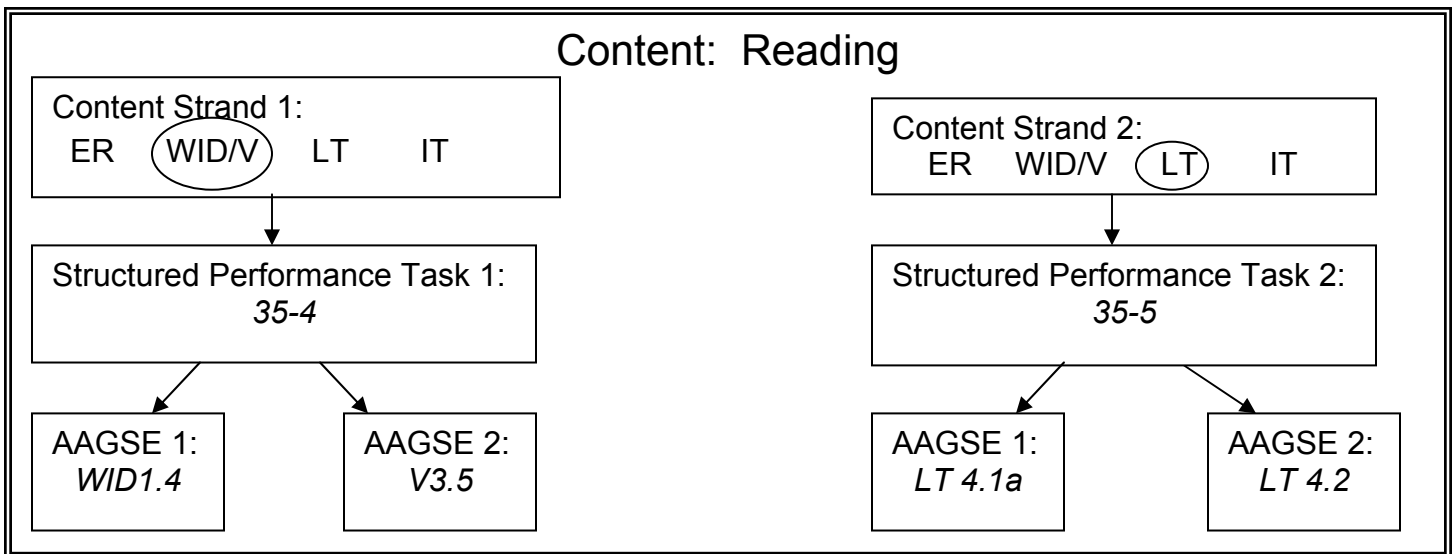 Content: Reading
Content Strand 1:
ER WID/V LT IT
Structured Performance Task 1:
35-4
AAGSE 1:
WID1.4
AAGSE 2:
V3.5
Content Strand 2:
ER WID/V LT IT
Structured Performance Task 2:
35-5
AAGSE 1:
LT 4.1a
AAGSE 2:
LT 4.2